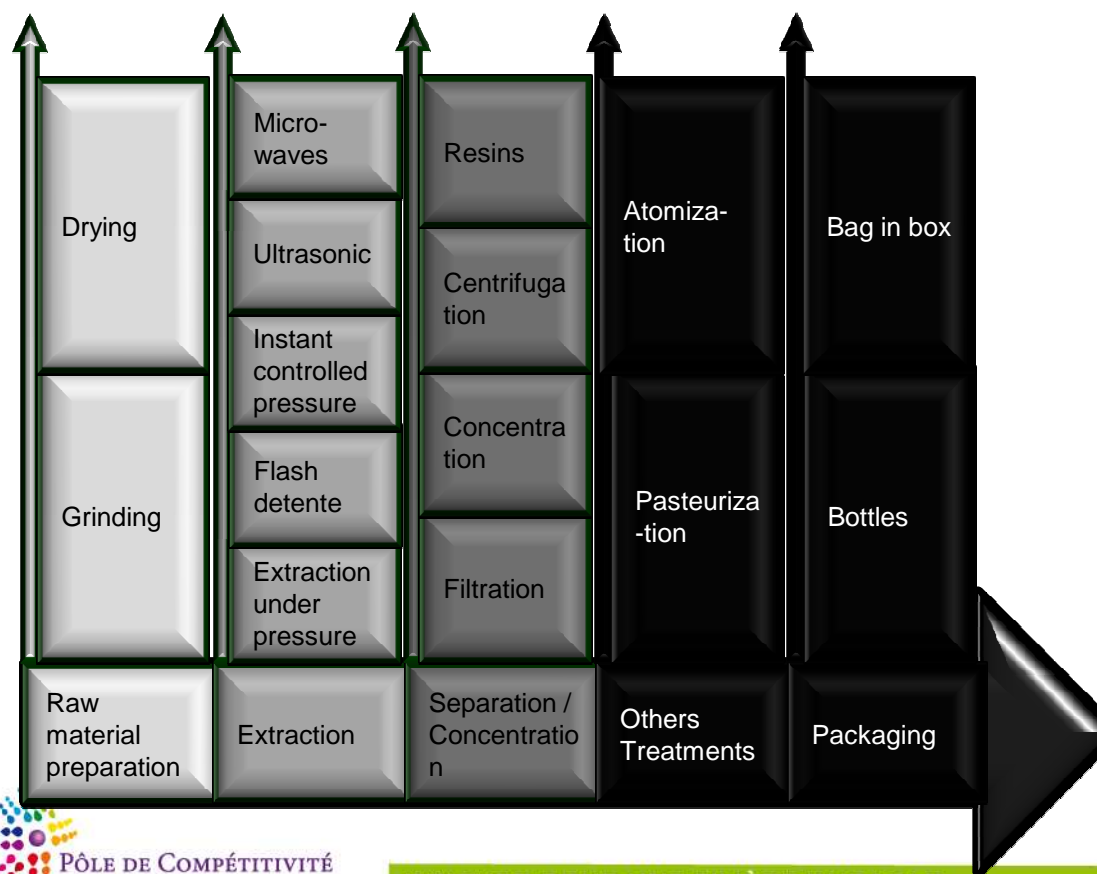 Drying
Grinding
Raw
material
preparation
Micro-
waves
Ultrasonic
Instant
controlled
pressure
Flash
detente
Extraction
under
pressure
Extraction
Resins
Centrifuga
tion
Concentra
tion
Filtration
Separation /
Concentratio
n
Atomiza-
tion
Pasteuriza
-tion
Others
Treatments
Bag in box
Bottles
Packaging
PÔLE DE COMPÉTITIVITÉ